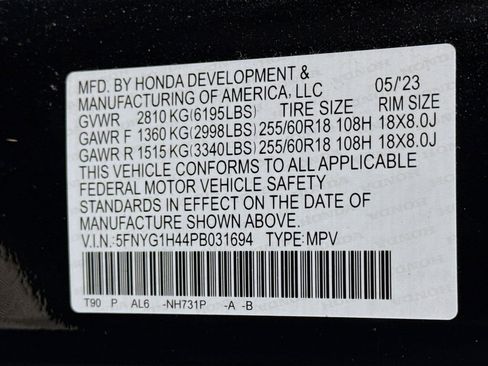 MFD. BY HONDA DEVELOPMENT &
MANUFACTURING OF AMERICA, LLC 05/'23
GVWR 2810 KG(6195LBS) TIRE SIZE RIM SIZE
GAWR F 1360 KG(2998LBS) 255/60R18 108H 18X8.0J
GAWR R 1515 KG(3340LBS) 255/60R18 108H 18X8.0J
THIS VEHICLE CONFORMS TO ALL APPLICABLE
FEDERAL MOTOR VEHICLE SAFETY
STANDARDS IN EFFECT ON THE DATE OF
MANUFACTURE SHOWN ABOVE.
V.I.N.:5FNYG1H44PB031694 TYPE:MPV
T90 P AL6 -NH731P -A -B